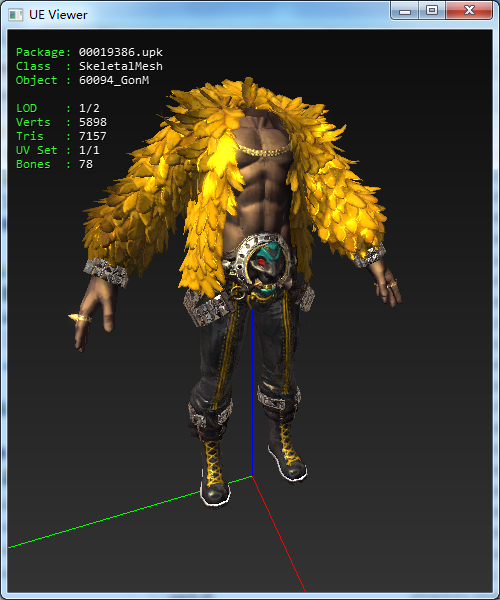 UE Viewer
Package: 00019386.upk
Class : SkeletalMesh
Object : 60094_GonM
LOD : 1/2
Verts : 5898
Tris : 7157
UV Set : 1/1
Bones : 78